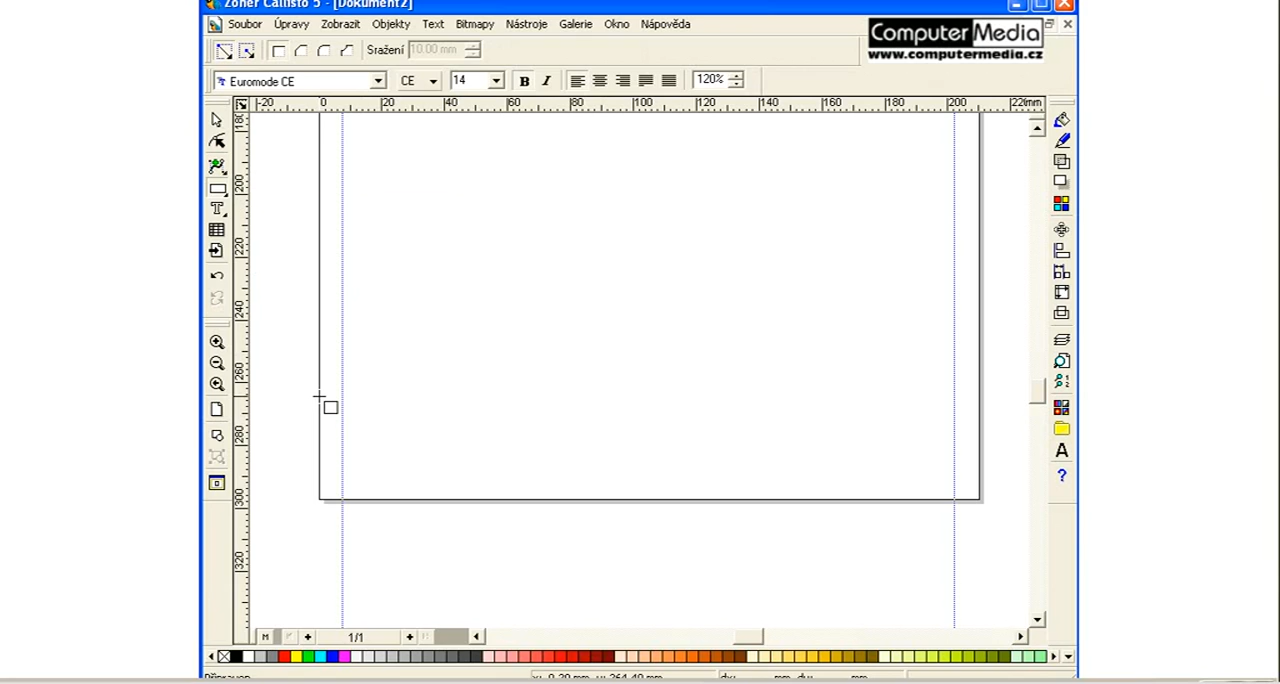 Zoner Callisto 5 - [Dokument2]
Soubor Úpravy Zobrazit Objekty Text Bitmapy Nástroje Galerie Okno Nápověda
Computer Media
www.computermedia.cz
Sražení 10.00 mm
Euromode CE CE 14 B I 120%
-20 0 20 40 60 80 100 120 140 160 180 200 22mm
180
200
220
240
260
280
300
320
T
A
?
M 1/1